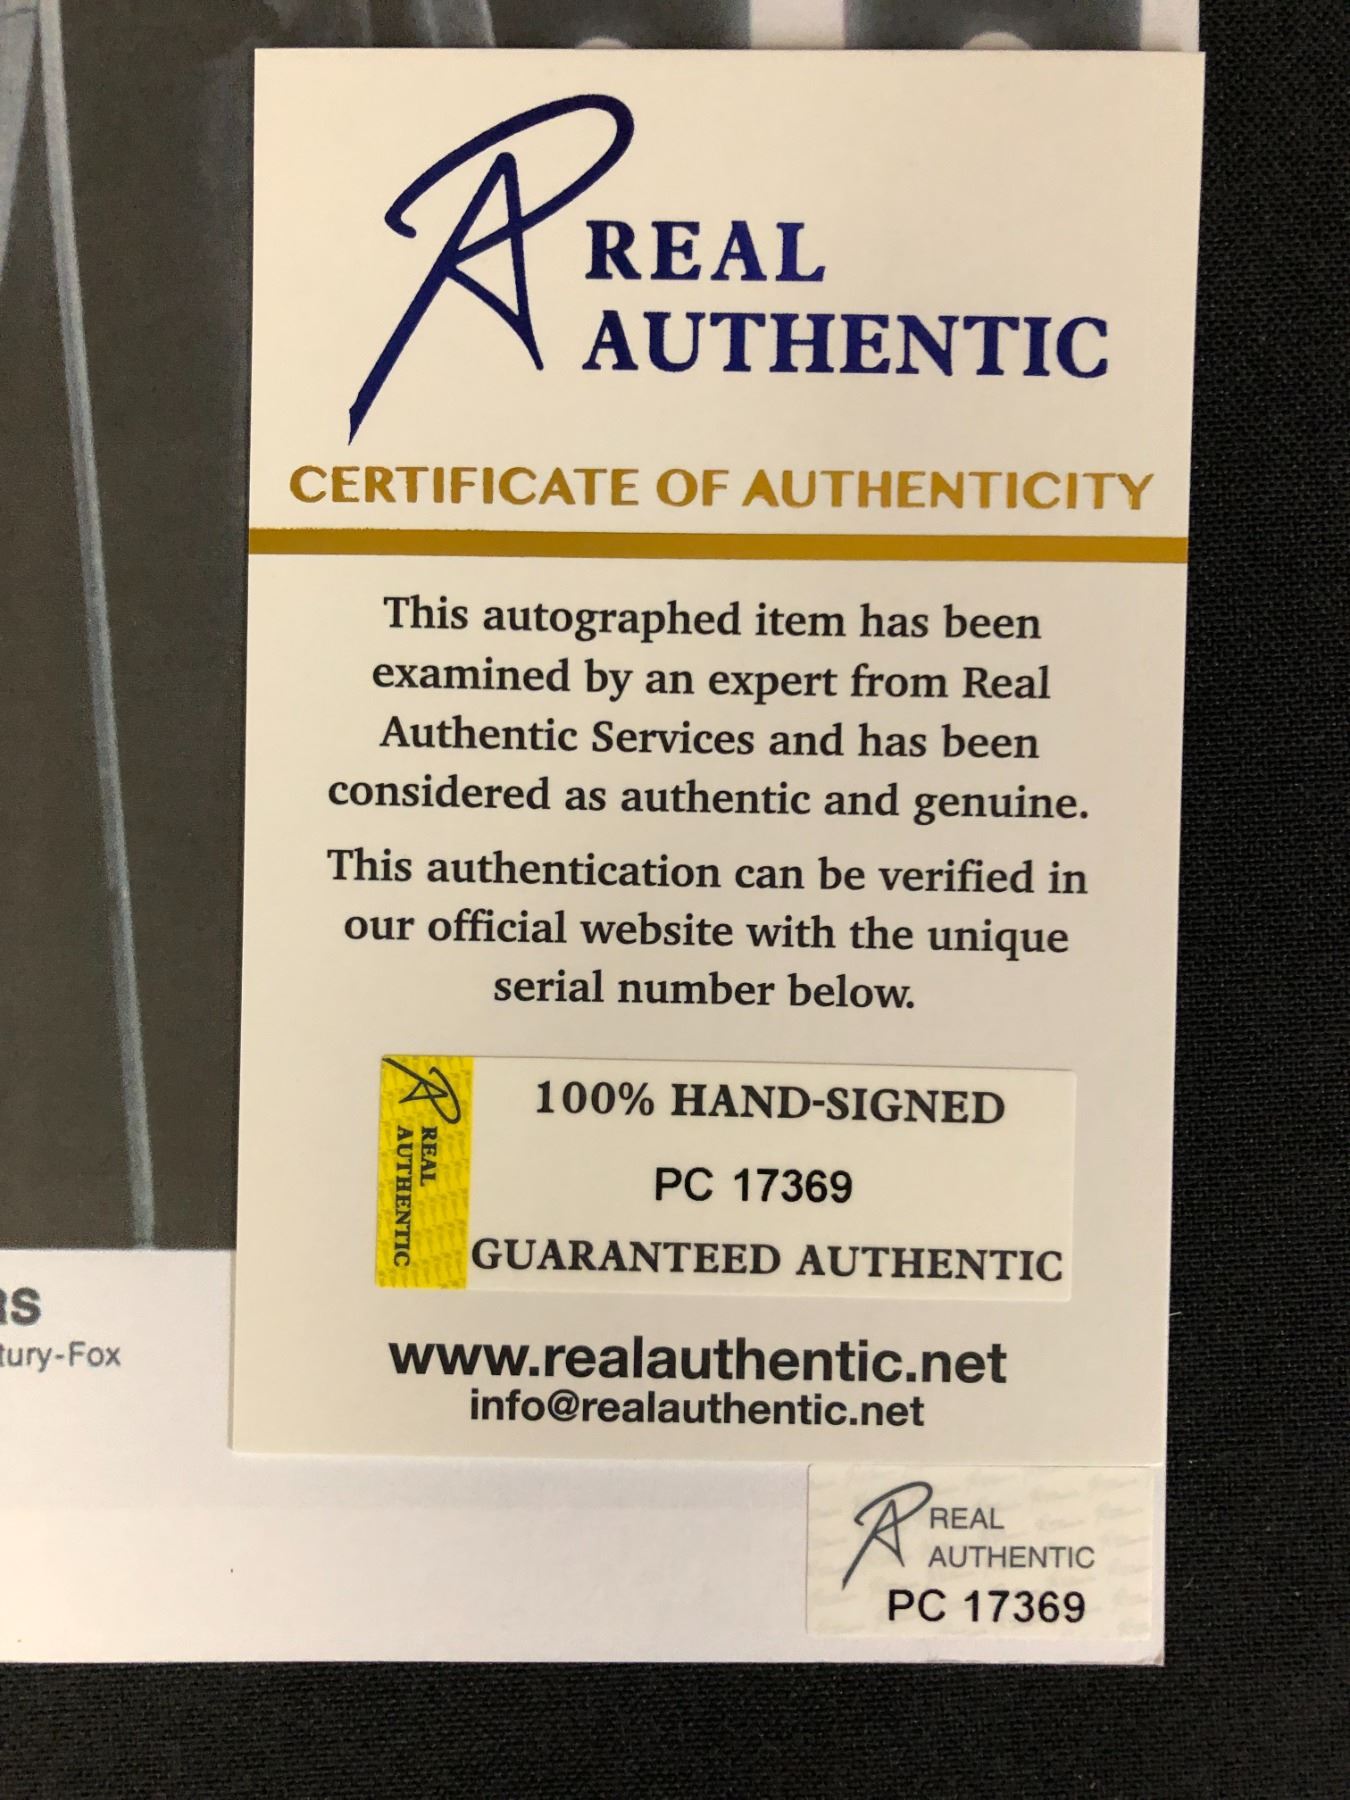 REAL
AUTHENTIC
CERTIFICATE OF AUTHENTICITY
This autographed item has been
examined by an expert from Real
Authentic Services and has been
considered as authentic and genuine.
This authentication can be verified in
our official website with the unique
serial number below.
REAL
AUTHENTIC
100% HAND-SIGNED
PC 17369
GUARANTEED AUTHENTIC
www.realauthentic.net
info@realauthentic.net
tury-Fox
REAL
AUTHENTIC
PC 17369